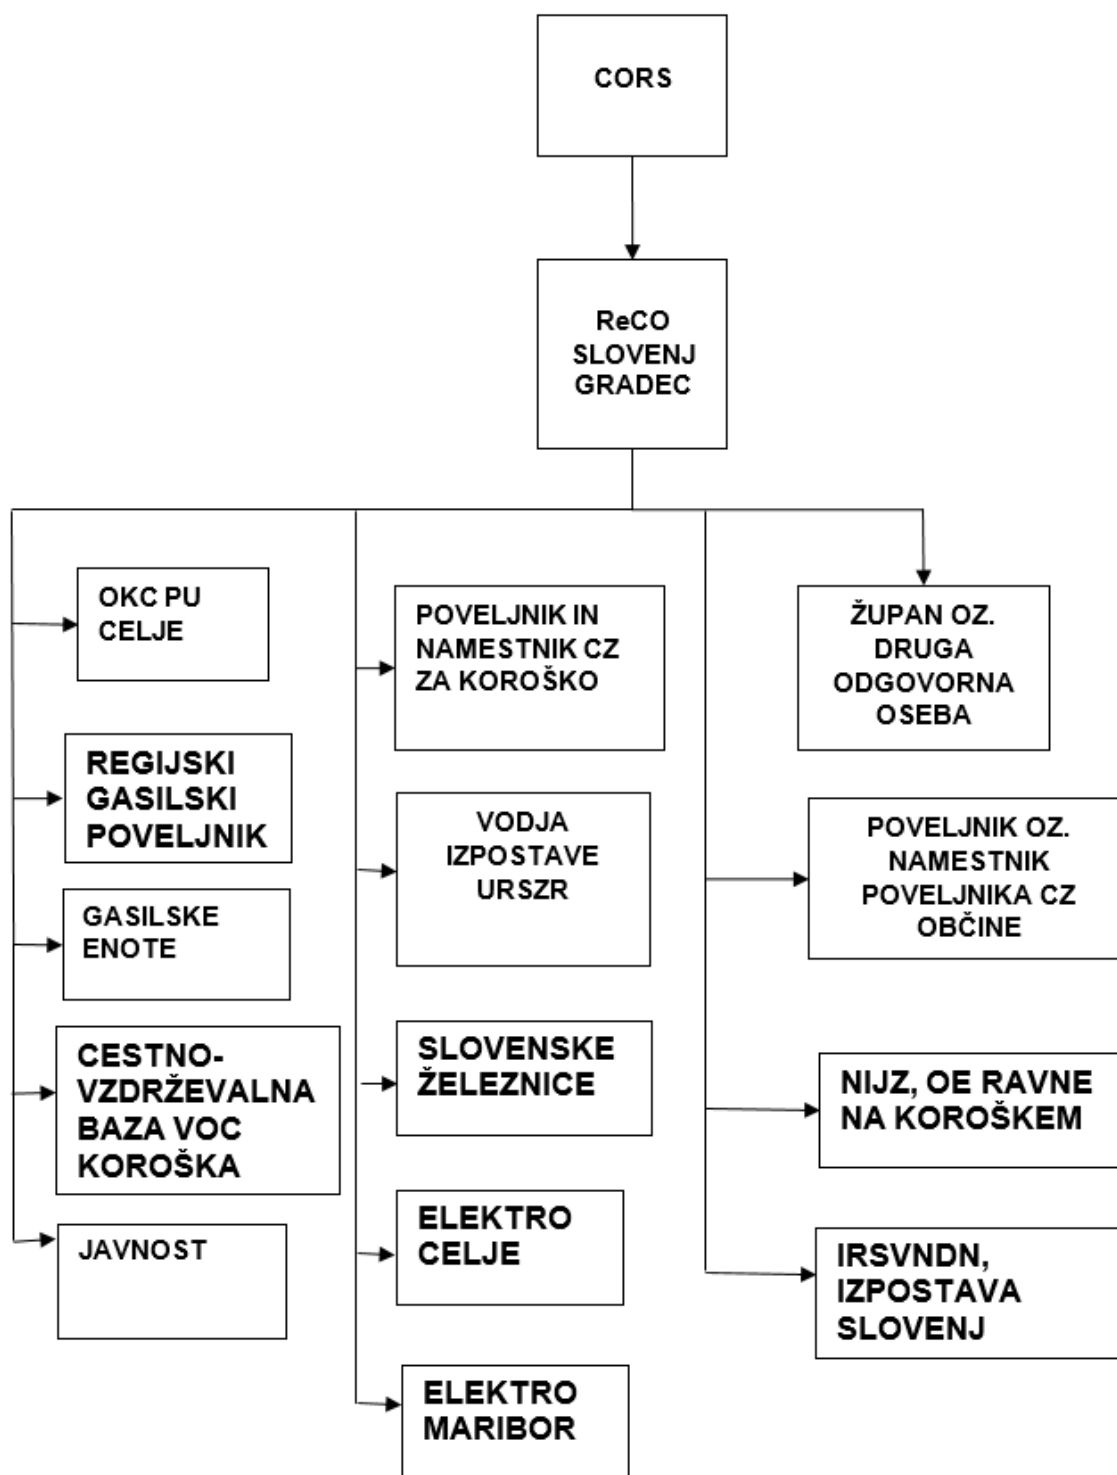 CORS
ReCO
SLOVENJ
GRADEC
OKC PU
CELJE
REGIJSKI
GASILSKI
POVELJNIK
GASILSKE
ENOTE
CESTNO-
VZDRŽEVALNA
BAZA VOC
KOROŠKA
JAVNOST
POVELJNIK IN
NAMESTNIK CZ
ZA KOROŠKO
VODJA
IZPOSTAVE
URSZR
SLOVENSKE
ŽELEZNICE
ELEKTRO
CELJE
ELEKTRO
MARIBOR
ŽUPAN OZ.
DRUGA
ODGOVORNA
OSEBA
POVELJNIK OZ.
NAMESTNIK
POVELJNIKA CZ
OBČINE
NIJZ, OE RAVNE
NA KOROŠKEM
IRSVNDN,
IZPOSTAVA
SLOVENJ